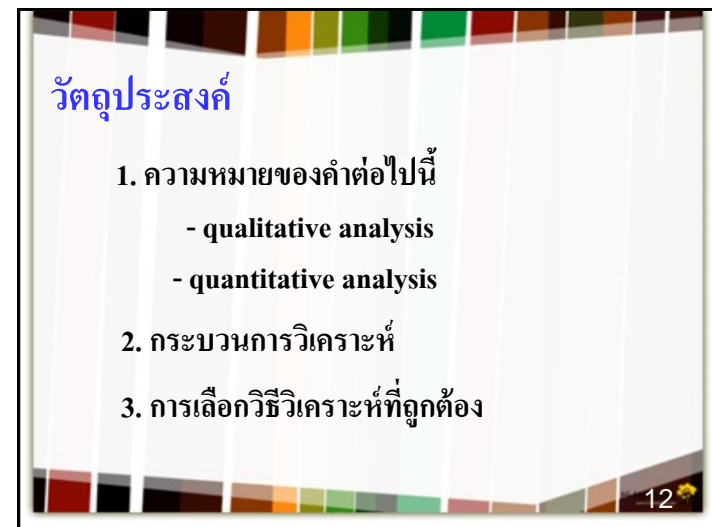 วัตถุประสงค์
1. ความหมายของคำต่อไปนี้
- qualitative analysis
- quantitative analysis
2. กระบวนการวิเคราะห์
3. การเลือกวิธีวิเคราะห์ที่ถูกต้อง
12